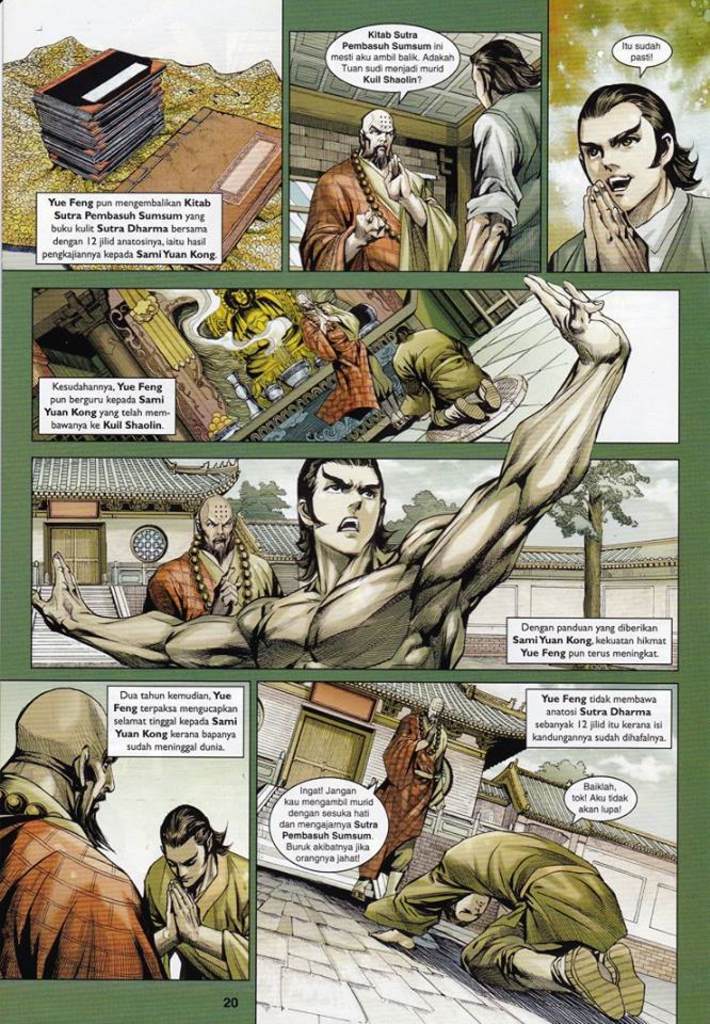 Yue Feng pun mengembalikan Kitab
Sutra Pembasuh Sumsum yang
buku kulit Sutra Dharma bersama
dengan 12 jilid anatosinya, iaitu hasil
pengkajiannya kepada Sami Yuan Kong.
Kitab Sutra
Pembasuh Sumsum ini
mesti aku ambil balik. Adakah
Tuan sudi menjadi murid
Kuil Shaolin?
Itu sudah
pasti!
Kesudahannya, Yue Feng
pun berguru kepada Sami
Yuan Kong yang telah mem-
bawanya ke Kuil Shaolin.
Dengan panduan yang diberikan
Sami Yuan Kong, kekuatan hikmat
Yue Feng pun terus meningkat.
Dua tahun kemudian, Yue
Feng terpaksa mengucapkan
selamat tinggal kepada Sami
Yuan Kong kerana bapanya
sudah meninggal dunia.
Yue Feng tidak membawa
anatosi Sutra Dharma
sebanyak 12 jilid itu kerana isi
kandungannya sudah dihafalnya.
Ingat! Jangan
kau mengambil murid
dengan sesuka hati
dan mengajarnya Sutra
Pembasuh Sumsum.
Buruk akibatnya jika
orangnya jahat!
Baiklah,
tok! Aku tidak
akan lupa!
20